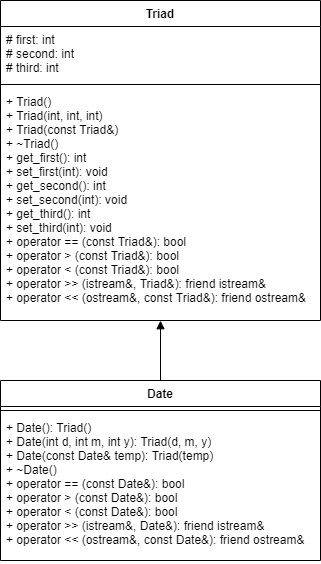 Triad
# first: int
# second: int
# third: int
+ Triad()
+ Triad(int, int, int)
+ Triad(const Triad&)
+ ~Triad()
+ get_first(): int
+ set_first(int): void
+ get_second(): int
+ set_second(int): void
+ get_third(): int
+ set_third(int): void
+ operator == (const Triad&): bool
+ operator > (const Triad&): bool
+ operator < (const Triad&): bool
+ operator >> (istream&, Triad&): friend istream&
+ operator << (ostream&, const Triad&): friend ostream&
Date
+ Date(): Triad()
+ Date(int d, int m, int y): Triad(d, m, y)
+ Date(const Date& temp): Triad(temp)
+ ~Date()
+ operator == (const Date&): bool
+ operator > (const Date&): bool
+ operator < (const Date&): bool
+ operator >> (istream&, Date&): friend istream&
+ operator << (ostream&, const Date&): friend ostream&